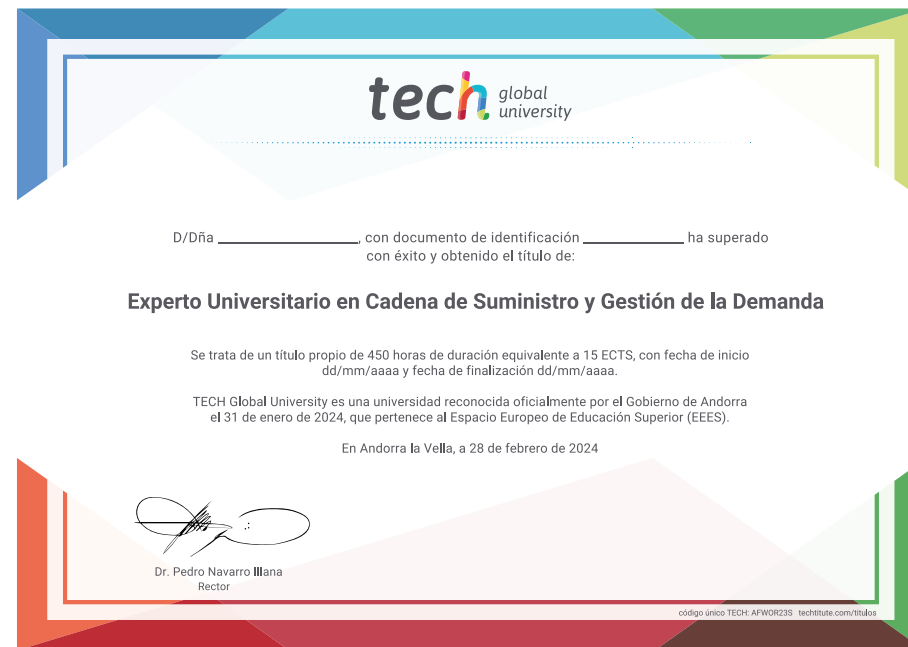 tech global university
D/Dña ____________________, con documento de identificación ______________ ha superado
con éxito y obtenido el título de:
Experto Universitario en Cadena de Suministro y Gestión de la Demanda
Se trata de un título propio de 450 horas de duración equivalente a 15 ECTS, con fecha de inicio
dd/mm/aaaa y fecha de finalización dd/mm/aaaa.
TECH Global University es una universidad reconocida oficialmente por el Gobierno de Andorra
el 31 de enero de 2024, que pertenece al Espacio Europeo de Educación Superior (EEES).
En Andorra la Vella, a 28 de febrero de 2024
Dr. Pedro Navarro Illana
Rector
código único TECH: AFWOR23S techtitute.com/titulos